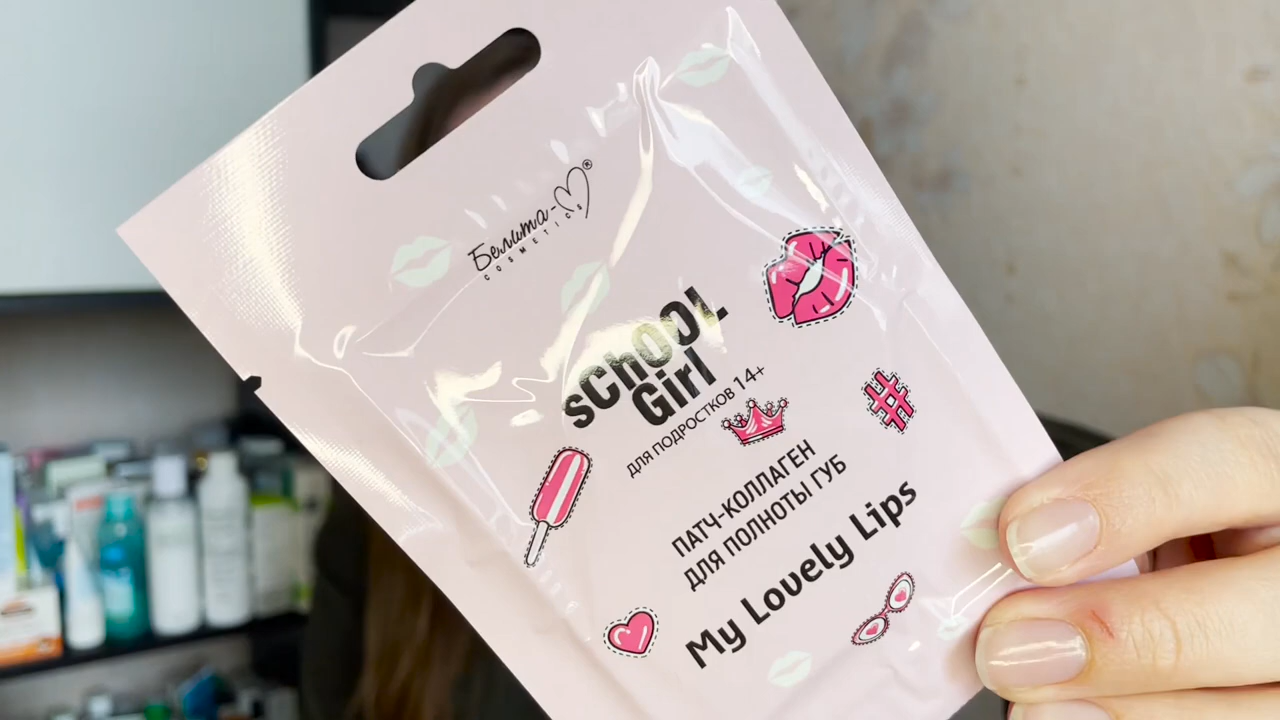 Белита-М®
COSMETICS
sChOOL
Girl
для подростков 14+
ПАТЧ-КОЛЛАГЕН
ДЛЯ ПОЛНОТЫ ГУБ
My Lovely Lips